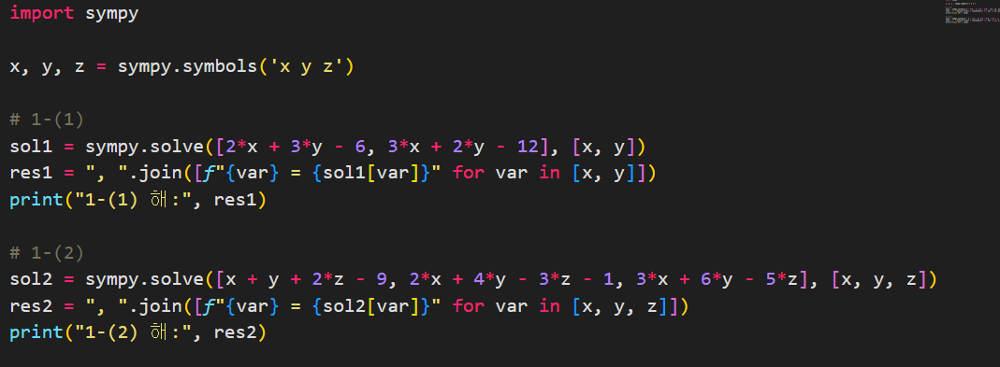 import sympy
x, y, z = sympy.symbols('x y z')
# 1-(1)
sol1 = sympy.solve([2*x + 3*y - 6, 3*x + 2*y - 12], [x, y])
res1 = ", ".join([f"{var} = {sol1[var]}" for var in [x, y]])
print("1-(1) 해:", res1)
# 1-(2)
sol2 = sympy.solve([x + y + 2*z - 9, 2*x + 4*y - 3*z - 1, 3*x + 6*y - 5*z], [x, y, z])
res2 = ", ".join([f"{var} = {sol2[var]}" for var in [x, y, z]])
print("1-(2) 해:", res2)